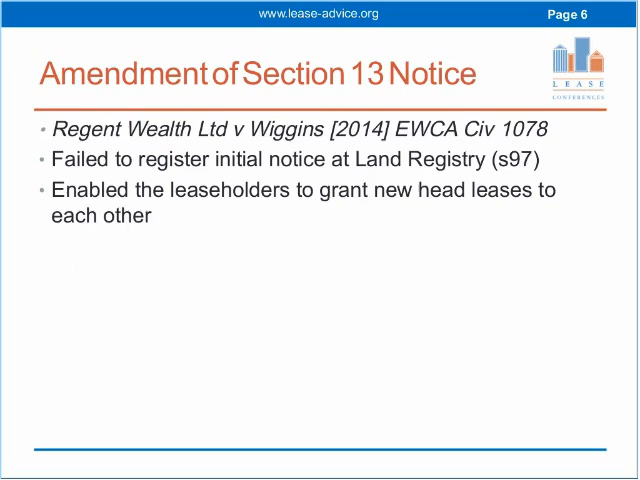 www.lease-advice.org
Page 6
Amendment of Section 13 Notice
LEASE
CONFERENCES
• Regent Wealth Ltd v Wiggins [2014] EWCA Civ 1078
• Failed to register initial notice at Land Registry (s97)
• Enabled the leaseholders to grant new head leases to
each other